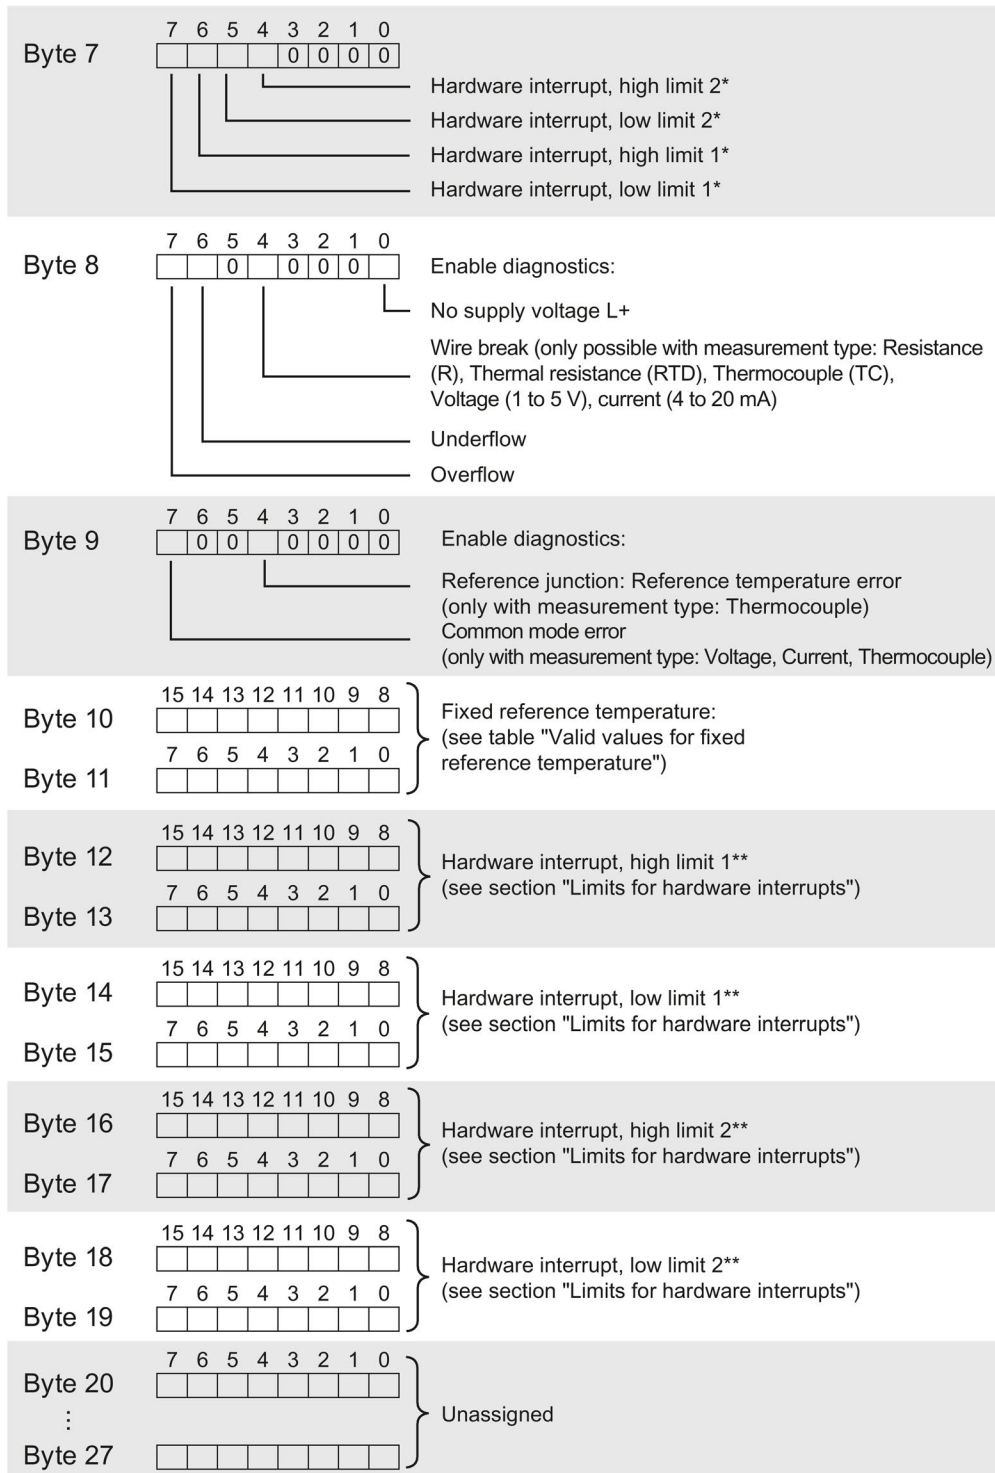 7 6 5 4 3 2 1 0
Byte 7
0 0 0 0
Hardware interrupt, high limit 2*
Hardware interrupt, low limit 2*
Hardware interrupt, high limit 1*
Hardware interrupt, low limit 1*
7 6 5 4 3 2 1 0
Byte 8
0 0 0 0
Enable diagnostics:
No supply voltage L+
Wire break (only possible with measurement type: Resistance
(R), Thermal resistance (RTD), Thermocouple (TC),
Voltage (1 to 5 V), current (4 to 20 mA)
Underflow
Overflow
7 6 5 4 3 2 1 0
Byte 9
0 0 0 0 0 0
Enable diagnostics:
Reference junction: Reference temperature error
(only with measurement type: Thermocouple)
Common mode error
(only with measurement type: Voltage, Current, Thermocouple)
15 14 13 12 11 10 9 8
Byte 10
7 6 5 4 3 2 1 0
Byte 11
Fixed reference temperature:
(see table "Valid values for fixed
reference temperature")
15 14 13 12 11 10 9 8
Byte 12
7 6 5 4 3 2 1 0
Byte 13
Hardware interrupt, high limit 1**
(see section "Limits for hardware interrupts")
15 14 13 12 11 10 9 8
Byte 14
7 6 5 4 3 2 1 0
Byte 15
Hardware interrupt, low limit 1**
(see section "Limits for hardware interrupts")
15 14 13 12 11 10 9 8
Byte 16
7 6 5 4 3 2 1 0
Byte 17
Hardware interrupt, high limit 2**
(see section "Limits for hardware interrupts")
15 14 13 12 11 10 9 8
Byte 18
7 6 5 4 3 2 1 0
Byte 19
Hardware interrupt, low limit 2**
(see section "Limits for hardware interrupts")
7 6 5 4 3 2 1 0
Byte 20
⋮
Byte 27
Unassigned